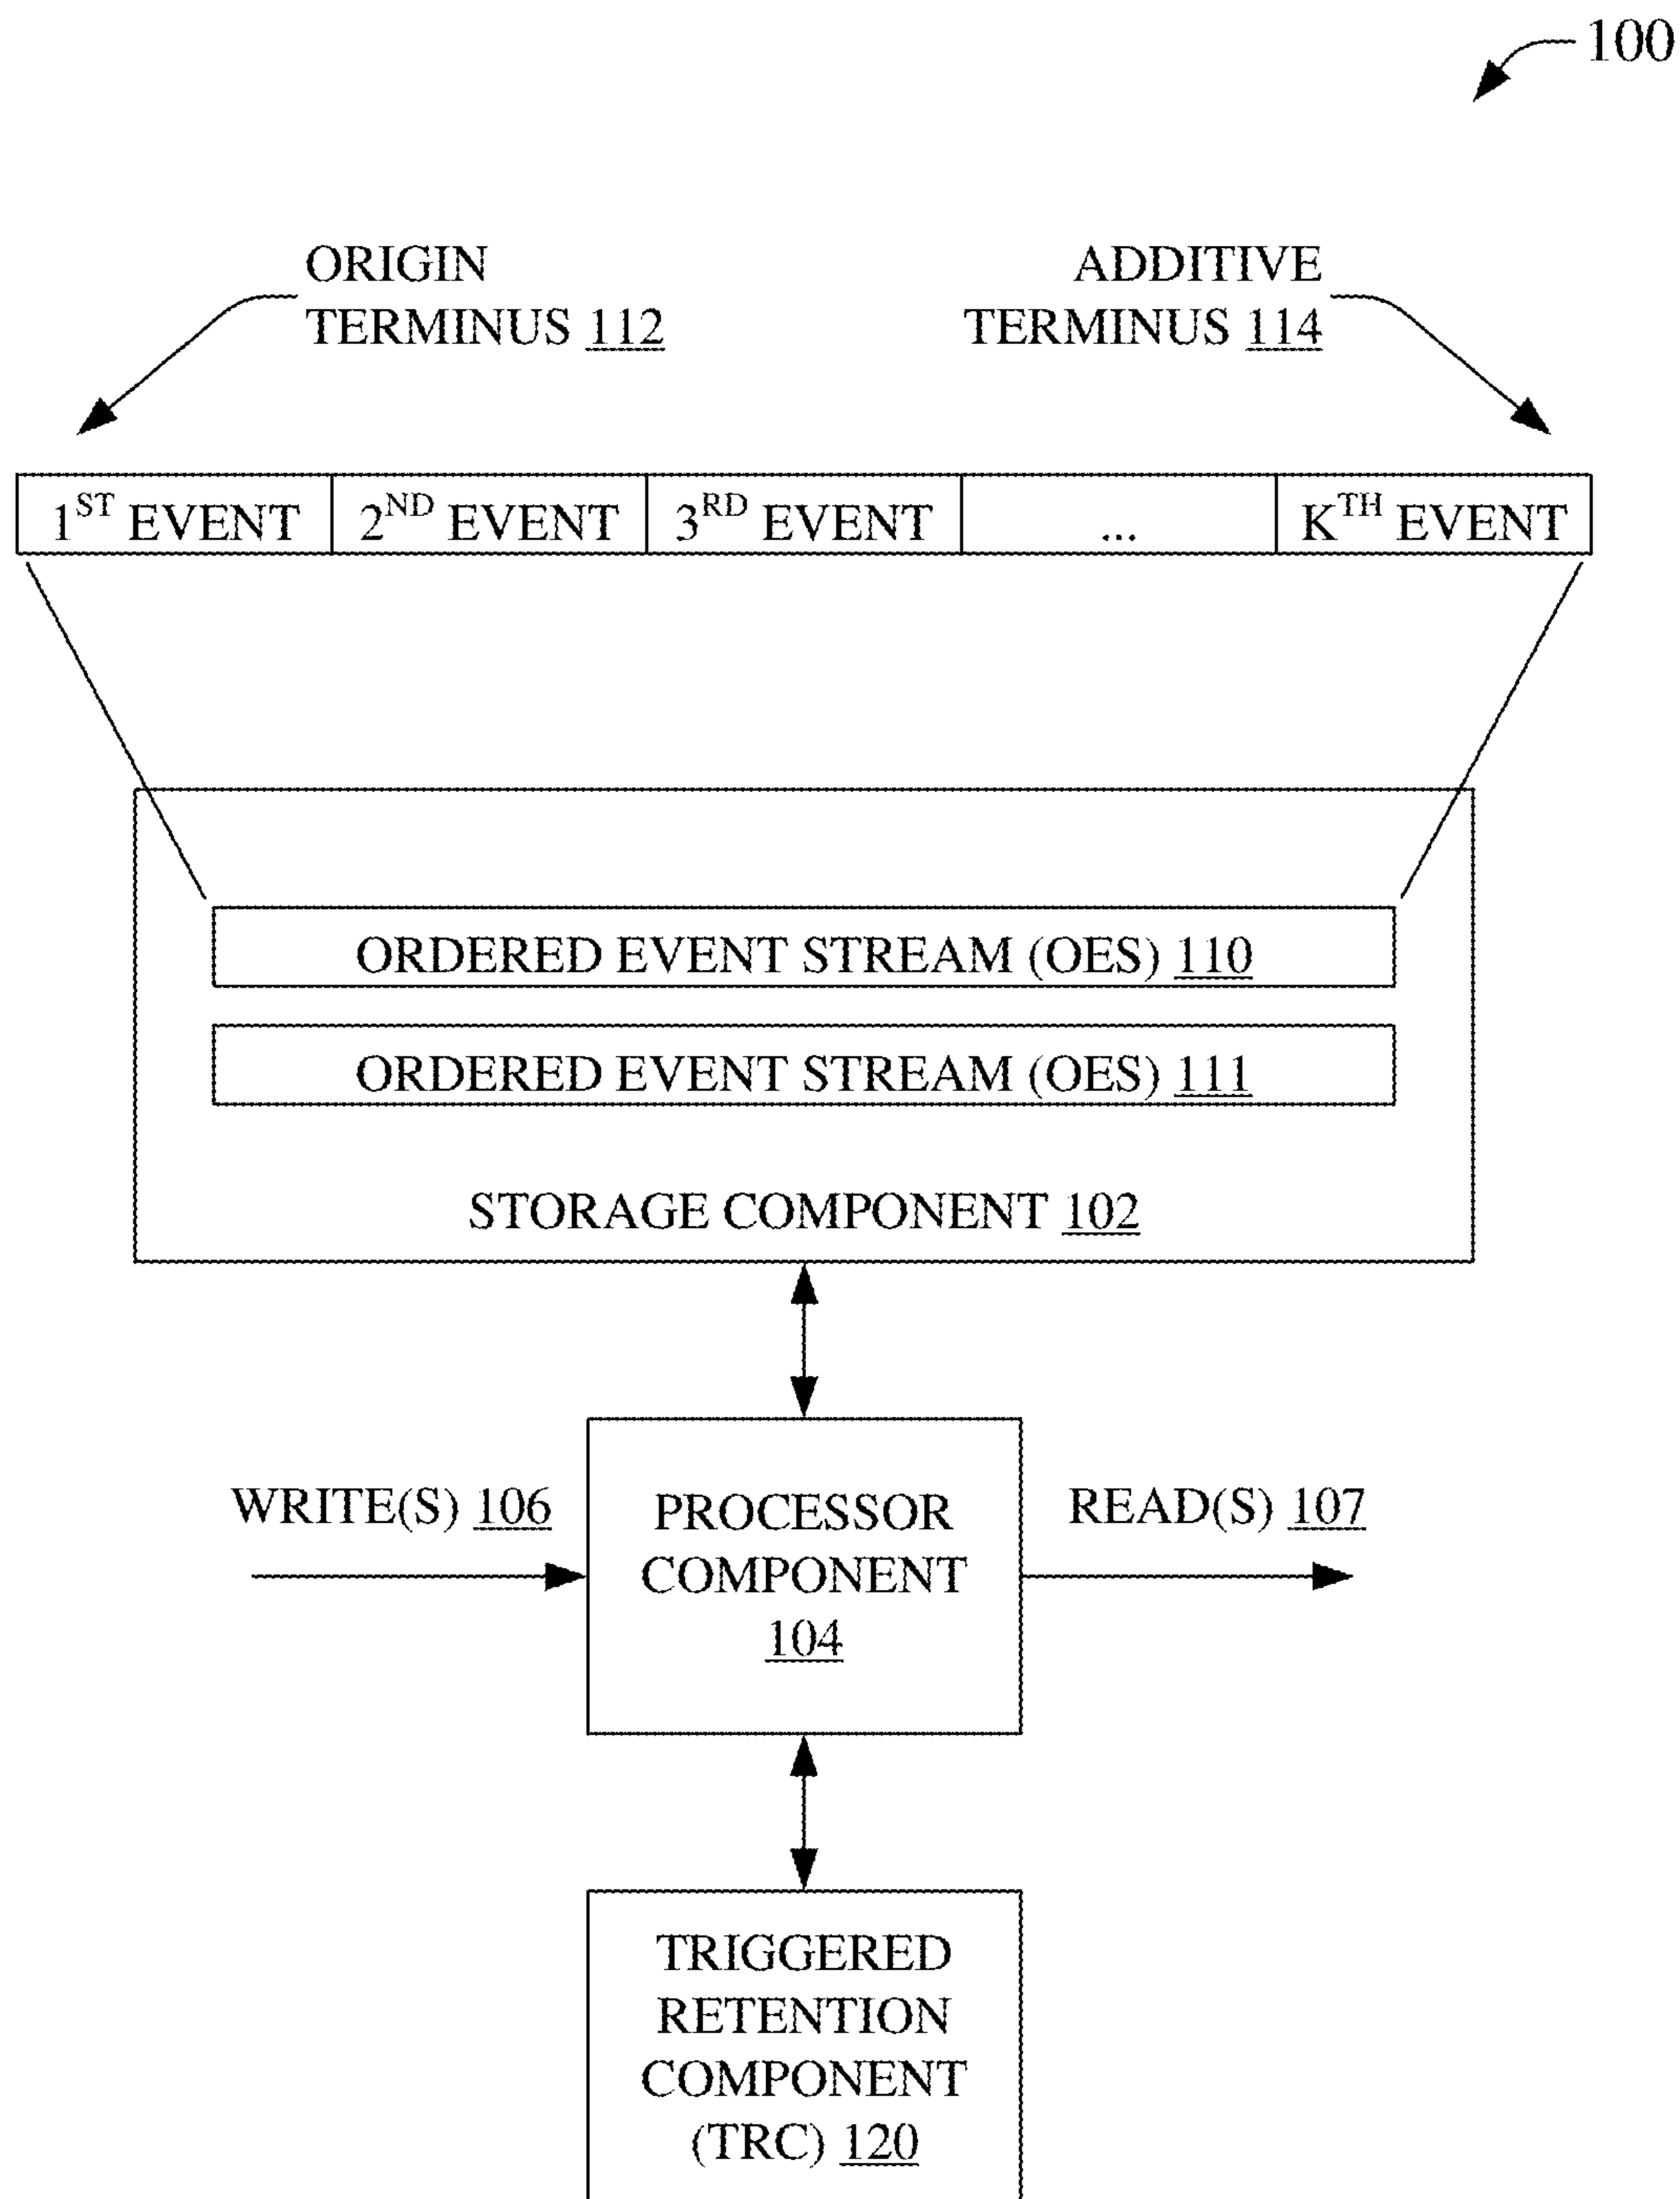 100
ORIGIN
TERMINUS 112
ADDITIVE
TERMINUS 114
1ST EVENT
2ND EVENT
3RD EVENT
...
KTH EVENT
ORDERED EVENT STREAM (OES) 110
ORDERED EVENT STREAM (OES) 111
STORAGE COMPONENT 102
WRITE(S) 106
PROCESSOR
COMPONENT
104
READ(S) 107
TRIGGERED
RETENTION
COMPONENT
(TRC) 120